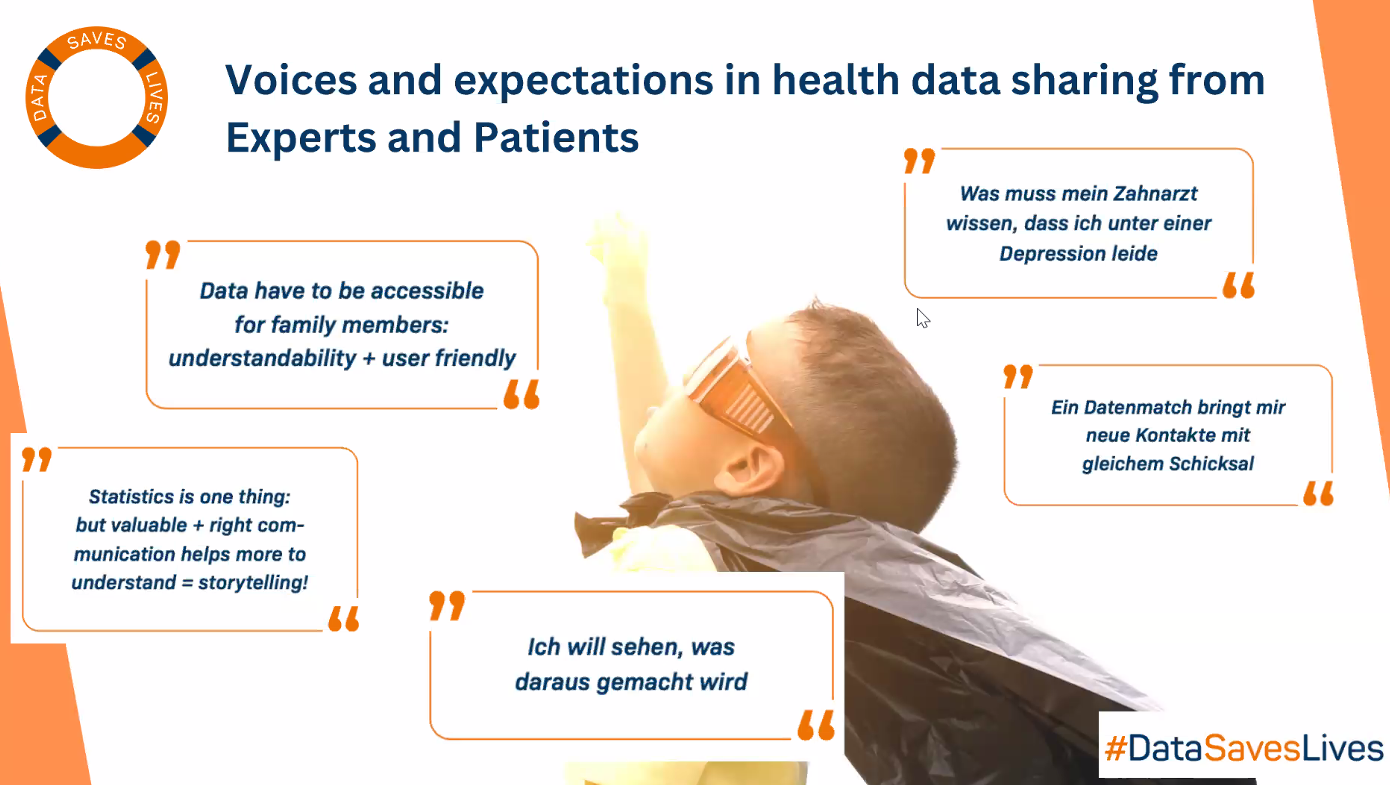 DATA SAVES LIVES
Voices and expectations in health data sharing from
Experts and Patients
Was muss mein Zahnarzt
wissen, dass ich unter einer
Depression leide
Data have to be accessible
for family members:
understandability + user friendly
Ein Datenmatch bringt mir
neue Kontakte mit
gleichem Schicksal
Statistics is one thing:
but valuable + right com-
munication helps more to
understand = storytelling!
Ich will sehen, was
daraus gemacht wird
#DataSavesLives